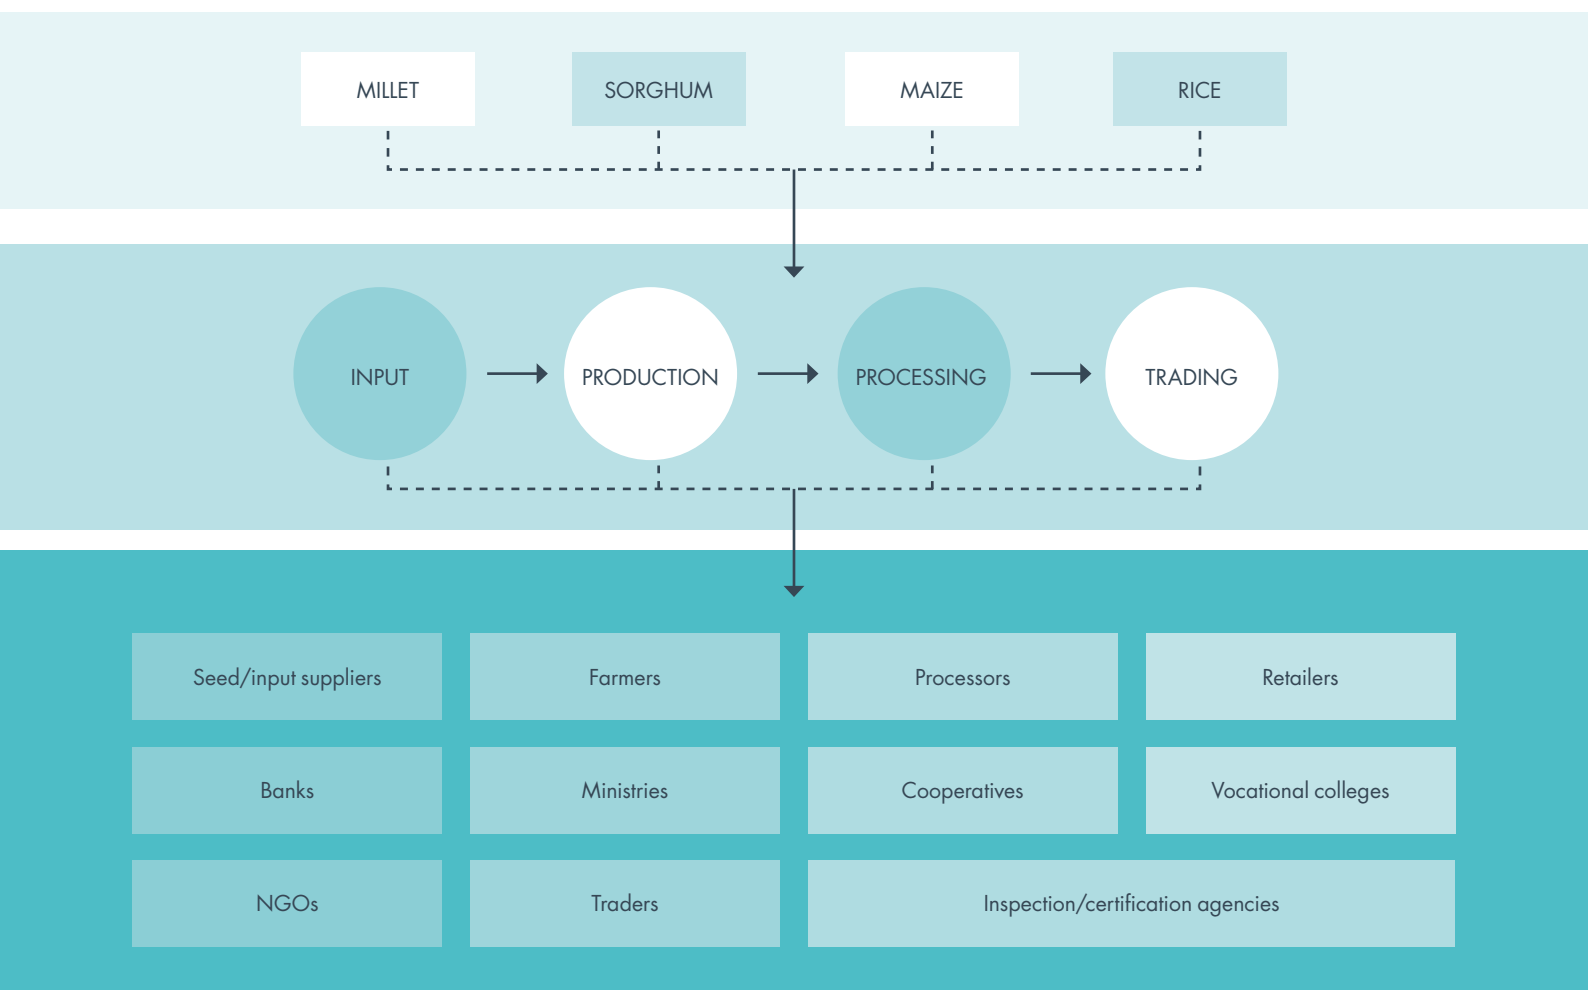 MILLET
SORGHUM
MAIZE
RICE
INPUT
PRODUCTION
PROCESSING
TRADING
Seed/input suppliers
Farmers
Processors
Retailers
Banks
Ministries
Cooperatives
Vocational colleges
NGOs
Traders
Inspection/certification agencies